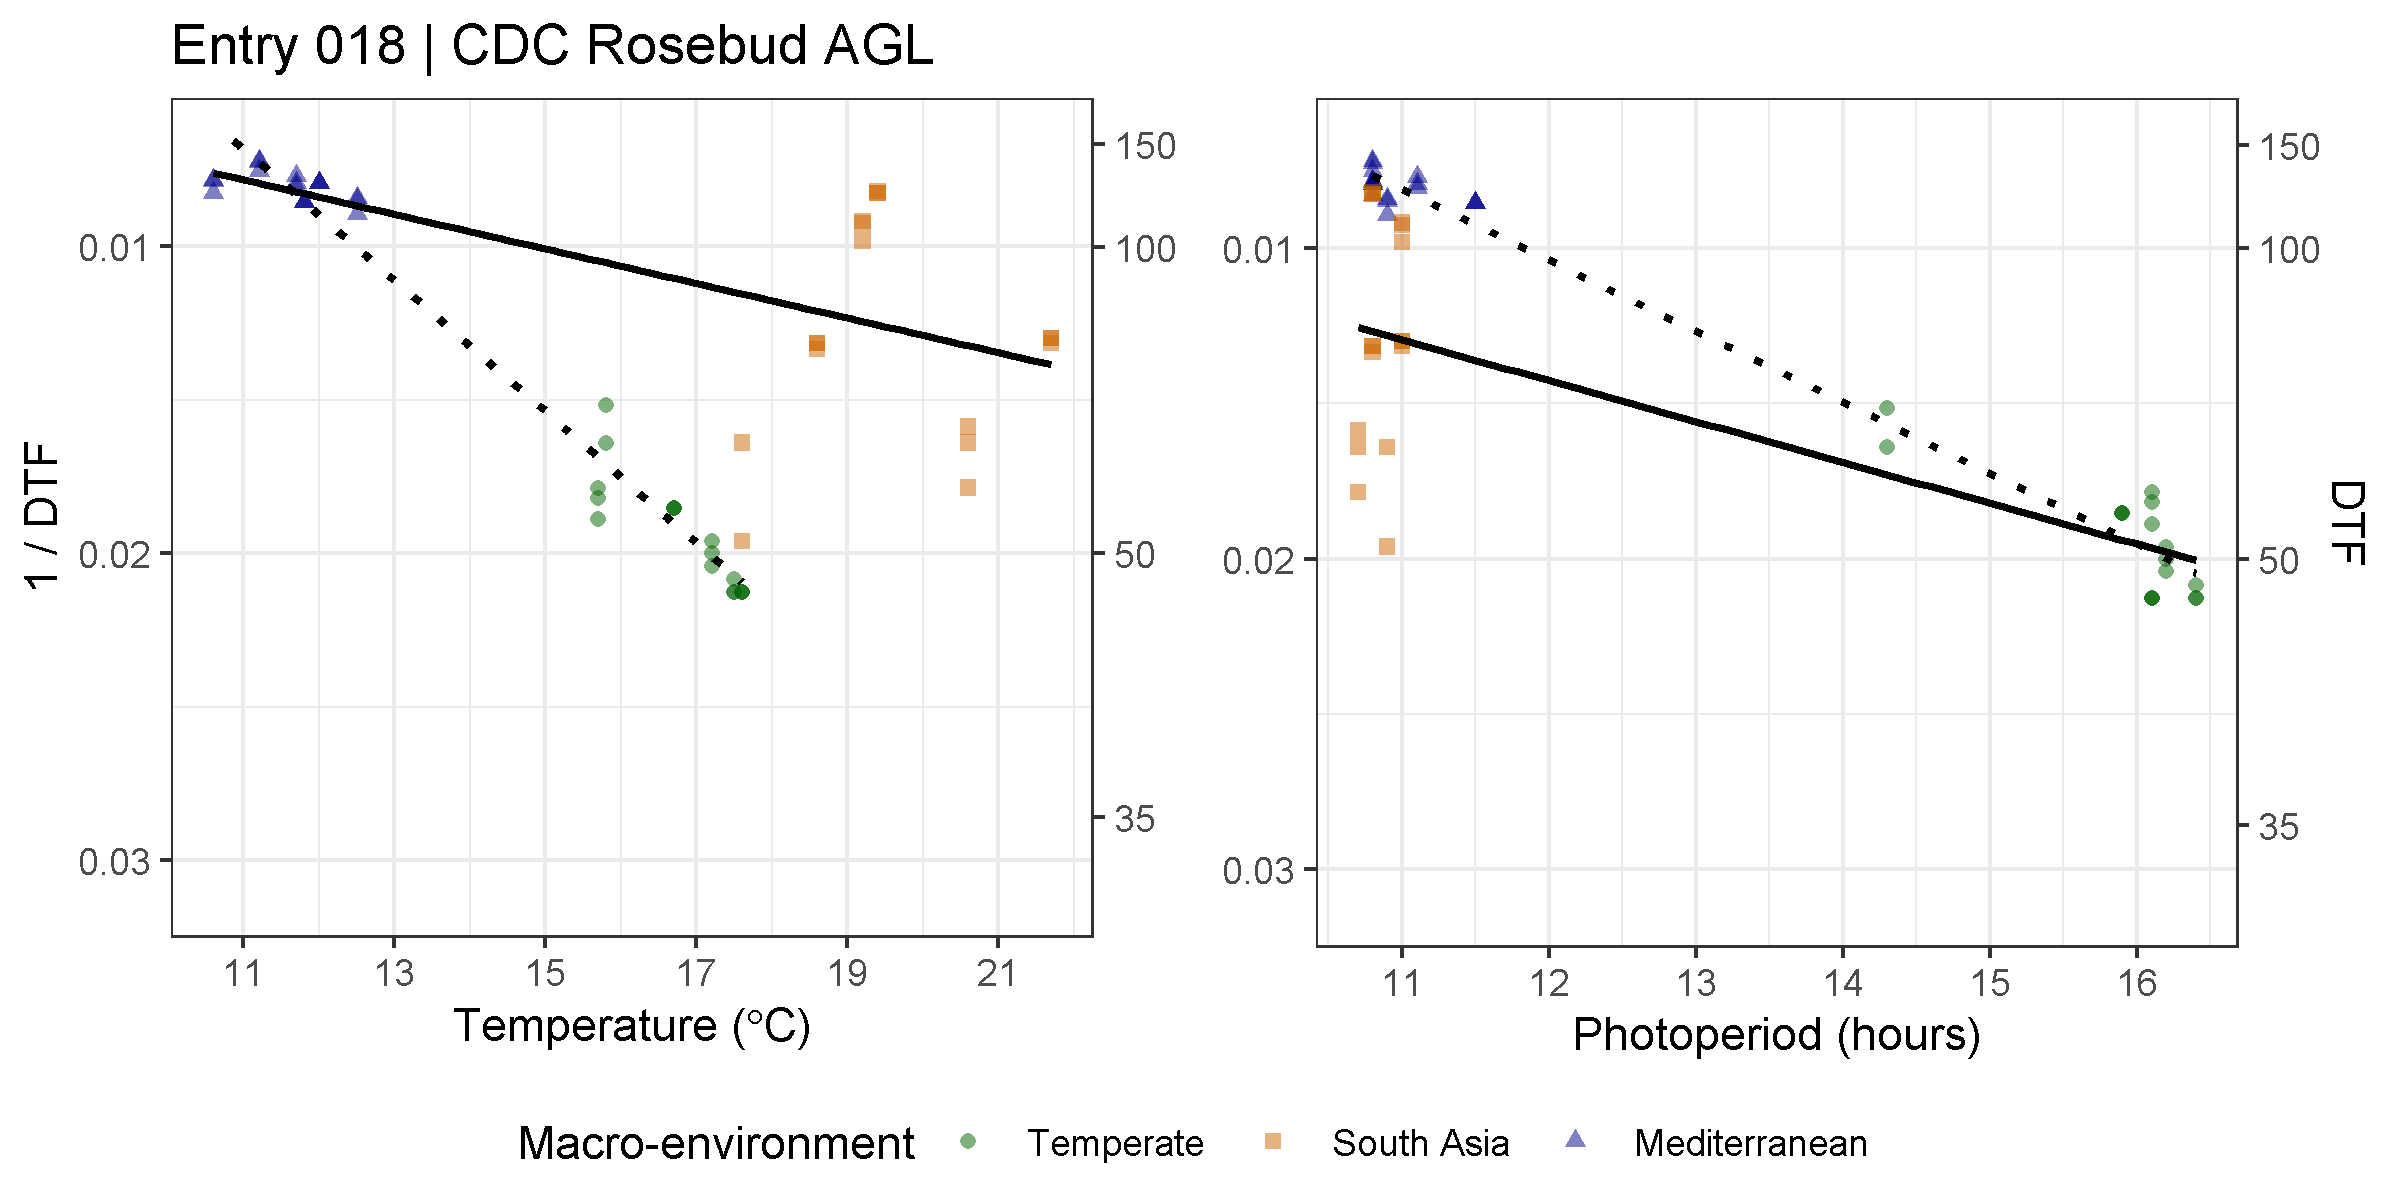 Entry 018 | CDC Rosebud AGL
1 / DTF
0.01
0.02
0.03
150
100
50
35
11 13 15 17 19 21
Temperature (°C)
0.01
0.02
0.03
150
100
50
35
DTF
11 12 13 14 15 16
Photoperiod (hours)
Macro-environment Temperate South Asia Mediterranean